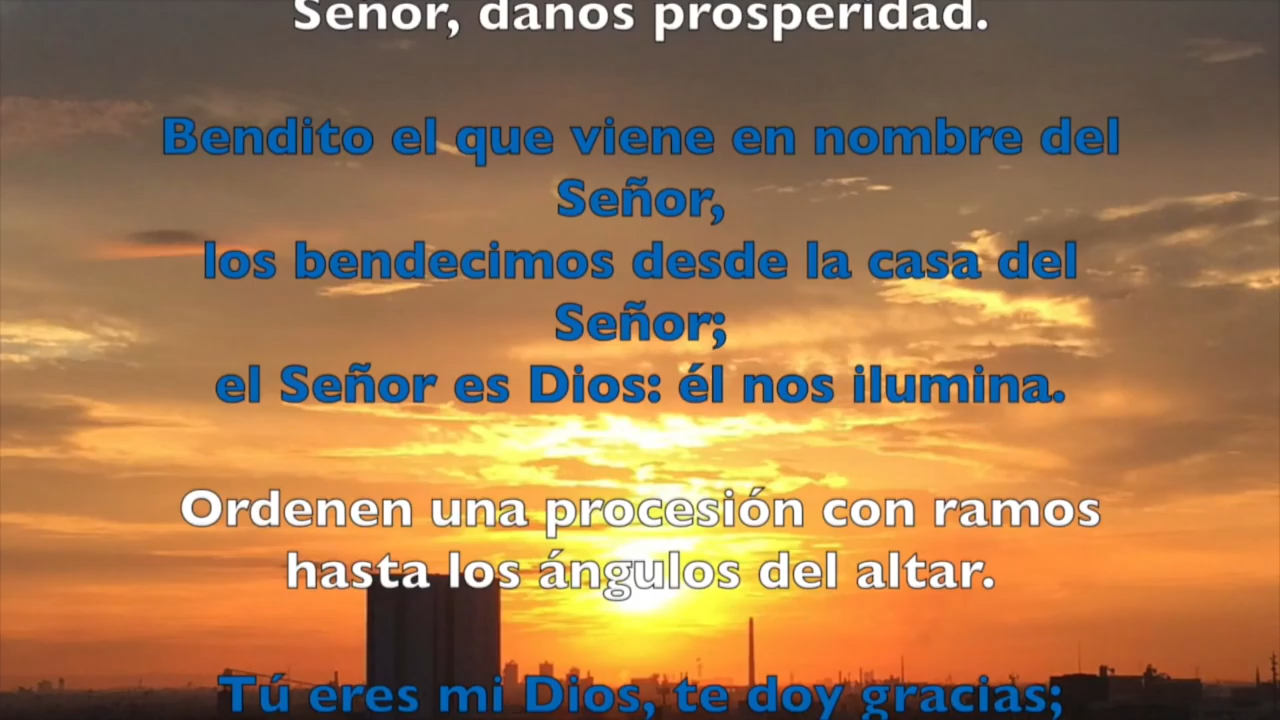 Señor, danos prosperidad.
Bendito el que viene en nombre del
Señor,
los bendecimos desde la casa del
Señor;
el Señor es Dios: él nos ilumina.
Ordenen una procesión con ramos
hasta los ángulos del altar.
Tú eres mi Dios, te doy gracias;